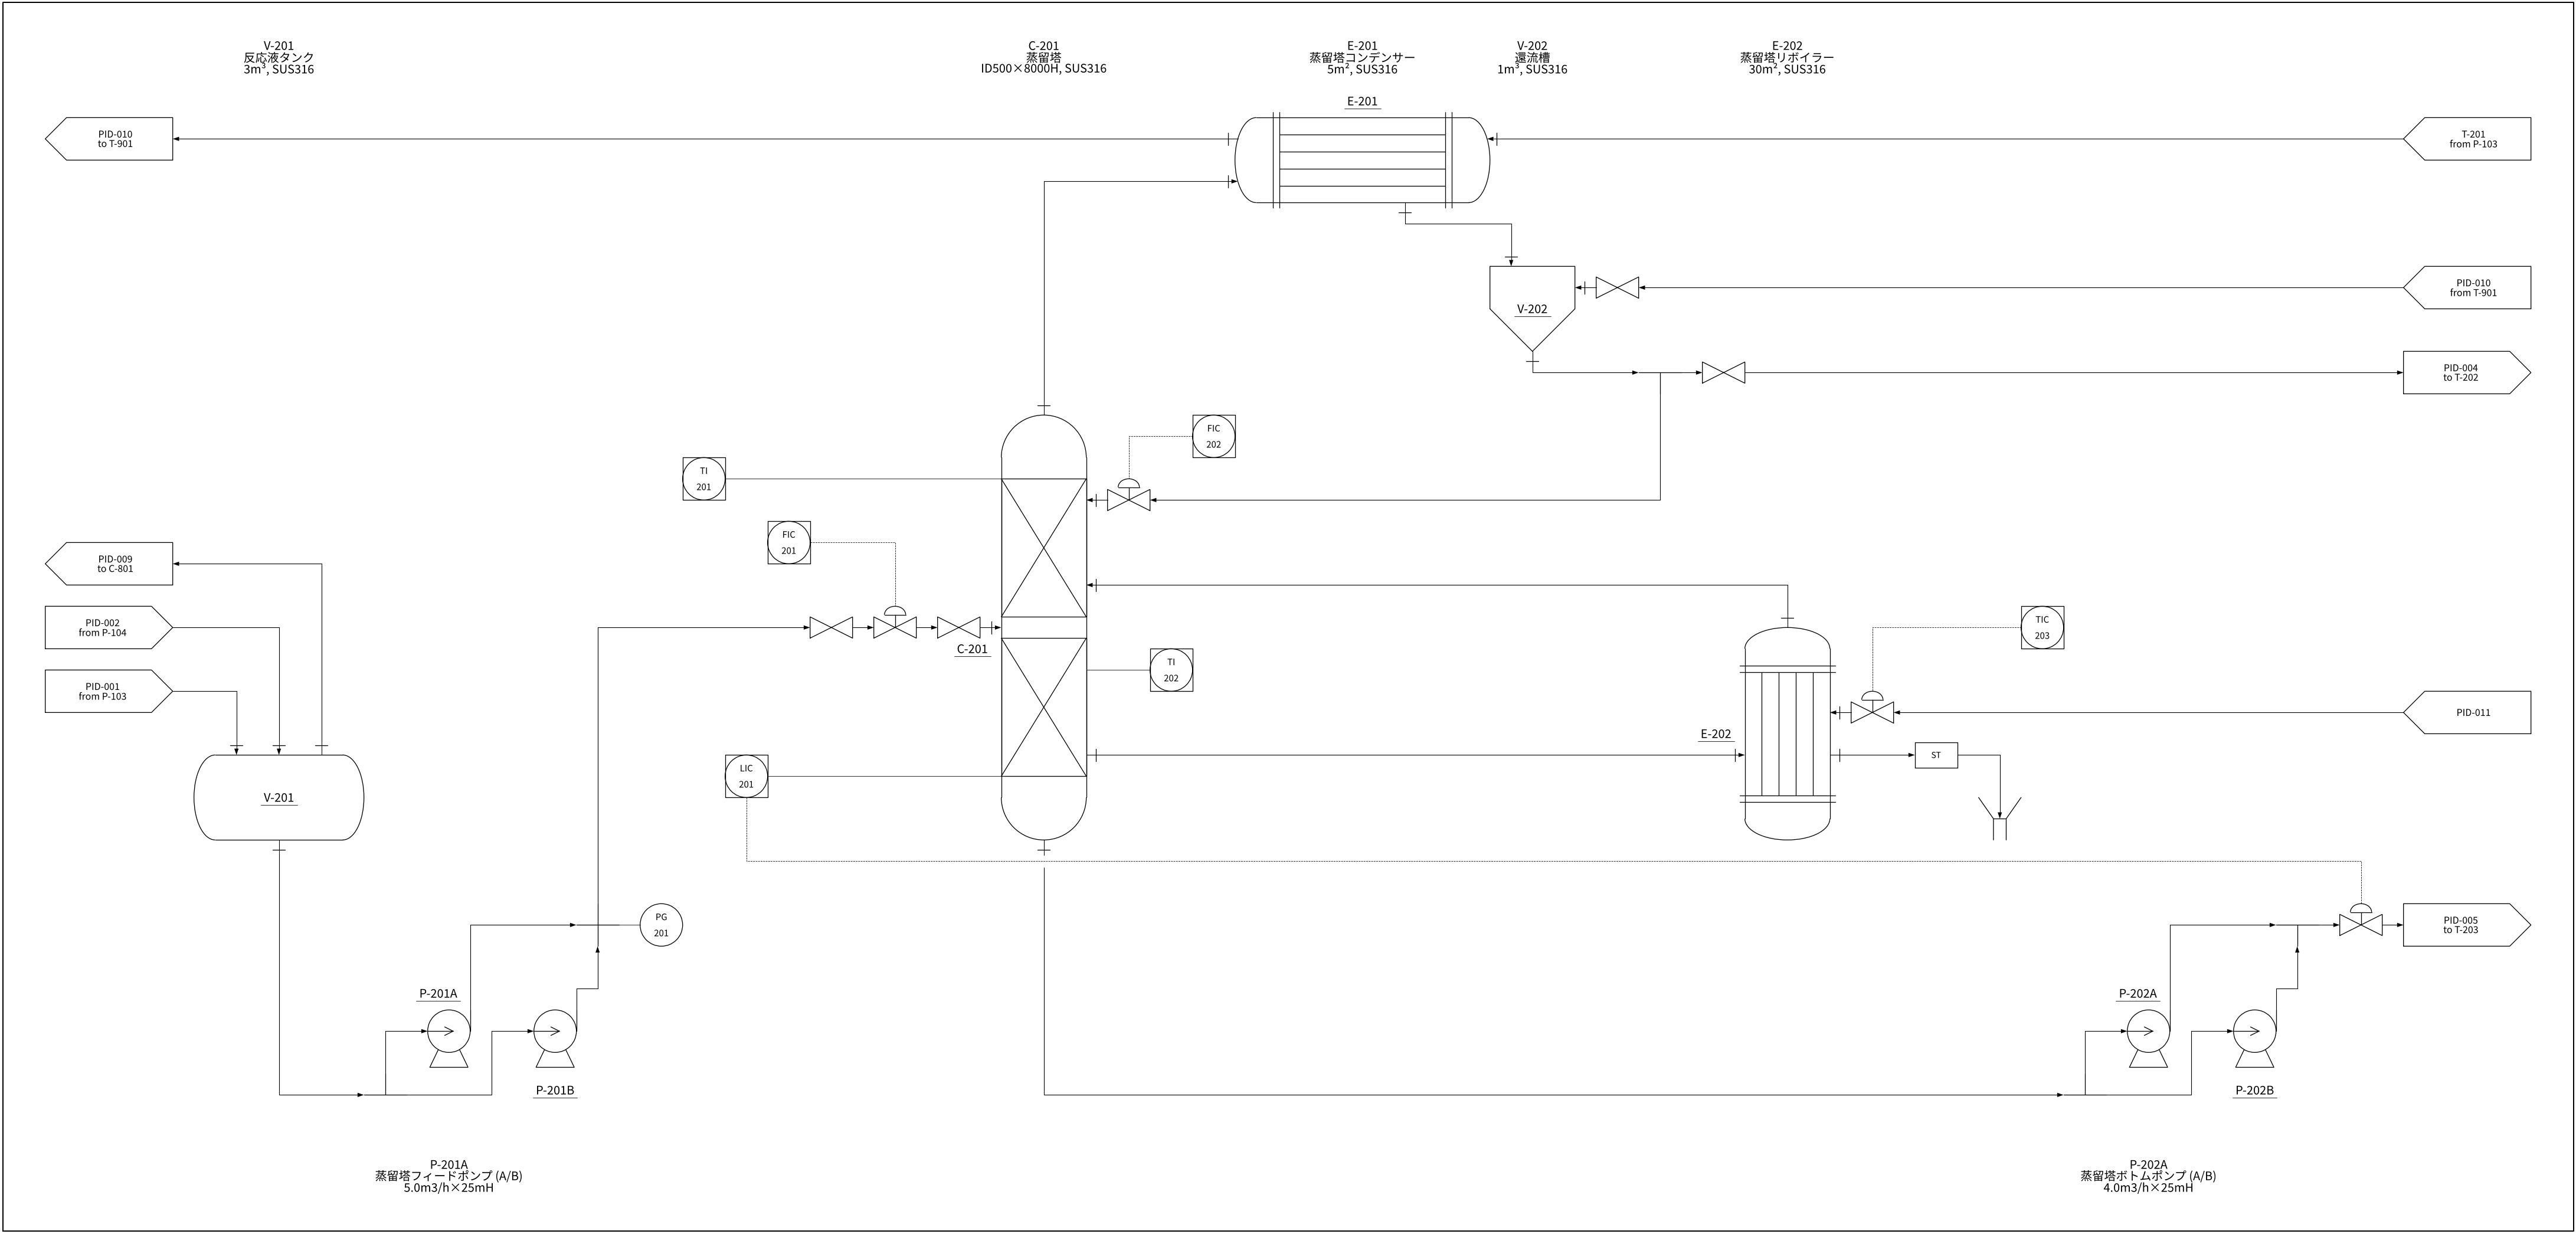 V-201
反応液タンク
3m³, SUS316
C-201
蒸留塔
ID500×8000H, SUS316
E-201
蒸留塔コンデンサー
5m², SUS316
V-202
還流槽
1m³, SUS316
E-202
蒸留塔リボイラー
30m², SUS316
E-201
PID-010
to T-901
T-201
from P-103
PID-010
from T-901
V-202
PID-004
to T-202
FIC
202
TI
201
FIC
201
PID-009
to C-801
PID-002
from P-104
TIC
203
C-201
TI
202
PID-001
from P-103
PID-011
E-202
ST
LIC
201
V-201
PG
201
PID-005
to T-203
P-201A
P-202A
P-201B
P-202B
P-201A
蒸留塔フィードポンプ (A/B)
5.0m3/h×25mH
P-202A
蒸留塔ボトムポンプ (A/B)
4.0m3/h×25mH